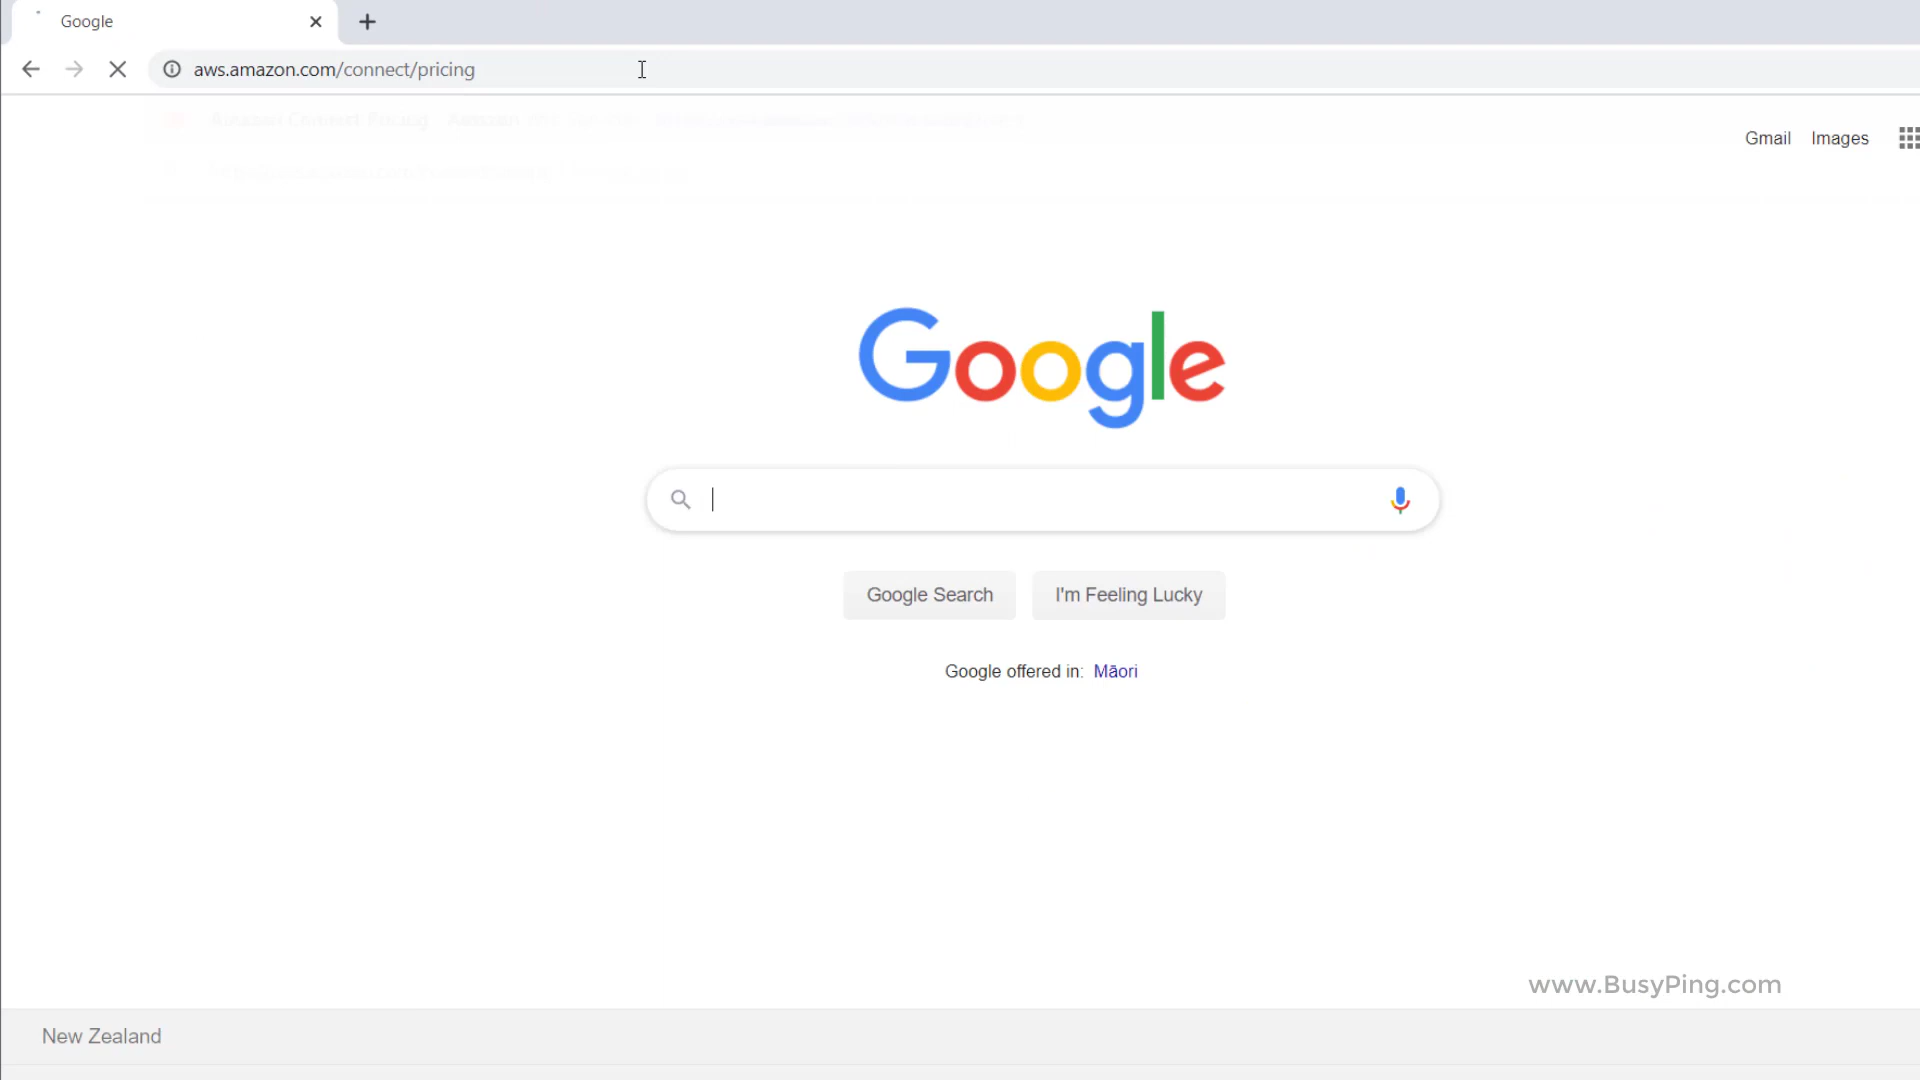 Google
aws.amazon.com/connect/pricing
Gmail Images
Google
Google Search I'm Feeling Lucky
Google offered in: Māori
www.BusyPing.com
New Zealand